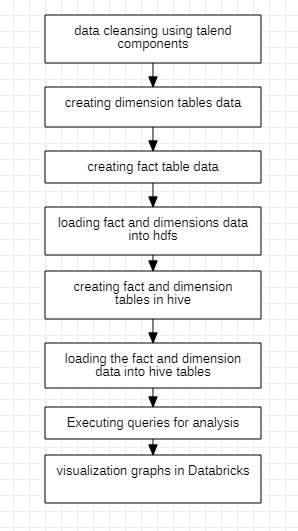 data cleansing using talend
components
creating dimension tables data
creating fact table data
loading fact and dimensions data
into hdfs
creating fact and dimension
tables in hive
loading the fact and dimension
data into hive tables
Executing queries for analysis
visualization graphs in Databricks